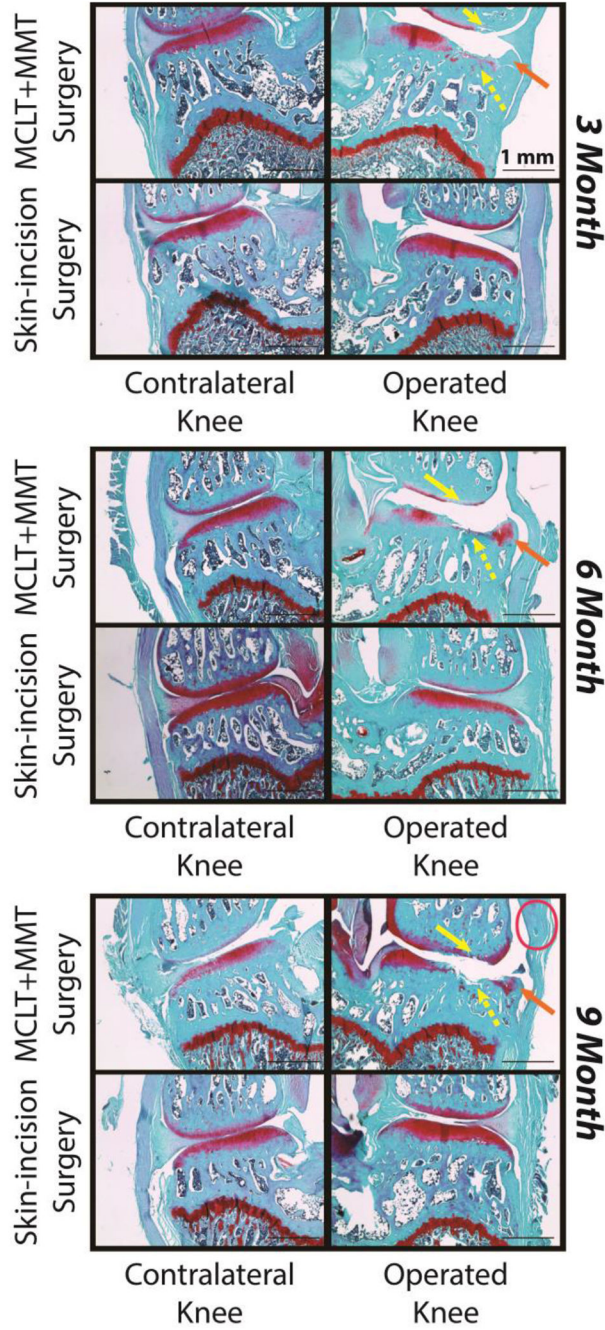 3 Month
MCLT+MMT
Surgery
1 mm
Skin-incision
Surgery
Contralateral
Knee
Operated
Knee
6 Month
MCLT+MMT
Surgery
Skin-incision
Surgery
Contralateral
Knee
Operated
Knee
9 Month
MCLT+MMT
Surgery
Skin-incision
Surgery
Contralateral
Knee
Operated
Knee